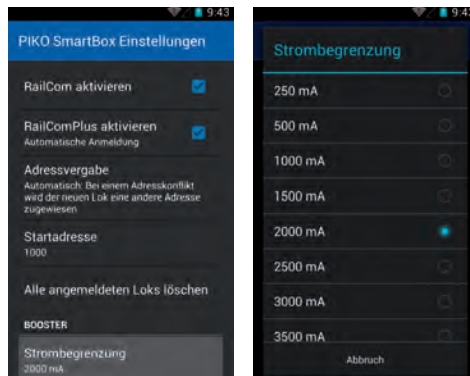 9:43
PIKO SmartBox Einstellungen
RailCom aktivieren
RailComPlus aktivieren
Automatische Anmeldung
Adressvergabe
Automatisch: Bei einem Adresskonflikt
wird der neuen Lok eine andere Adresse
zugewiesen
Startadresse
1000
Alle angemeldeten Loks löschen
BOOSTER
Strombegrenzung
2000 mA
9:43
Strombegrenzung
250 mA
500 mA
1000 mA
1500 mA
2000 mA
2500 mA
3000 mA
3500 mA
Abbruch